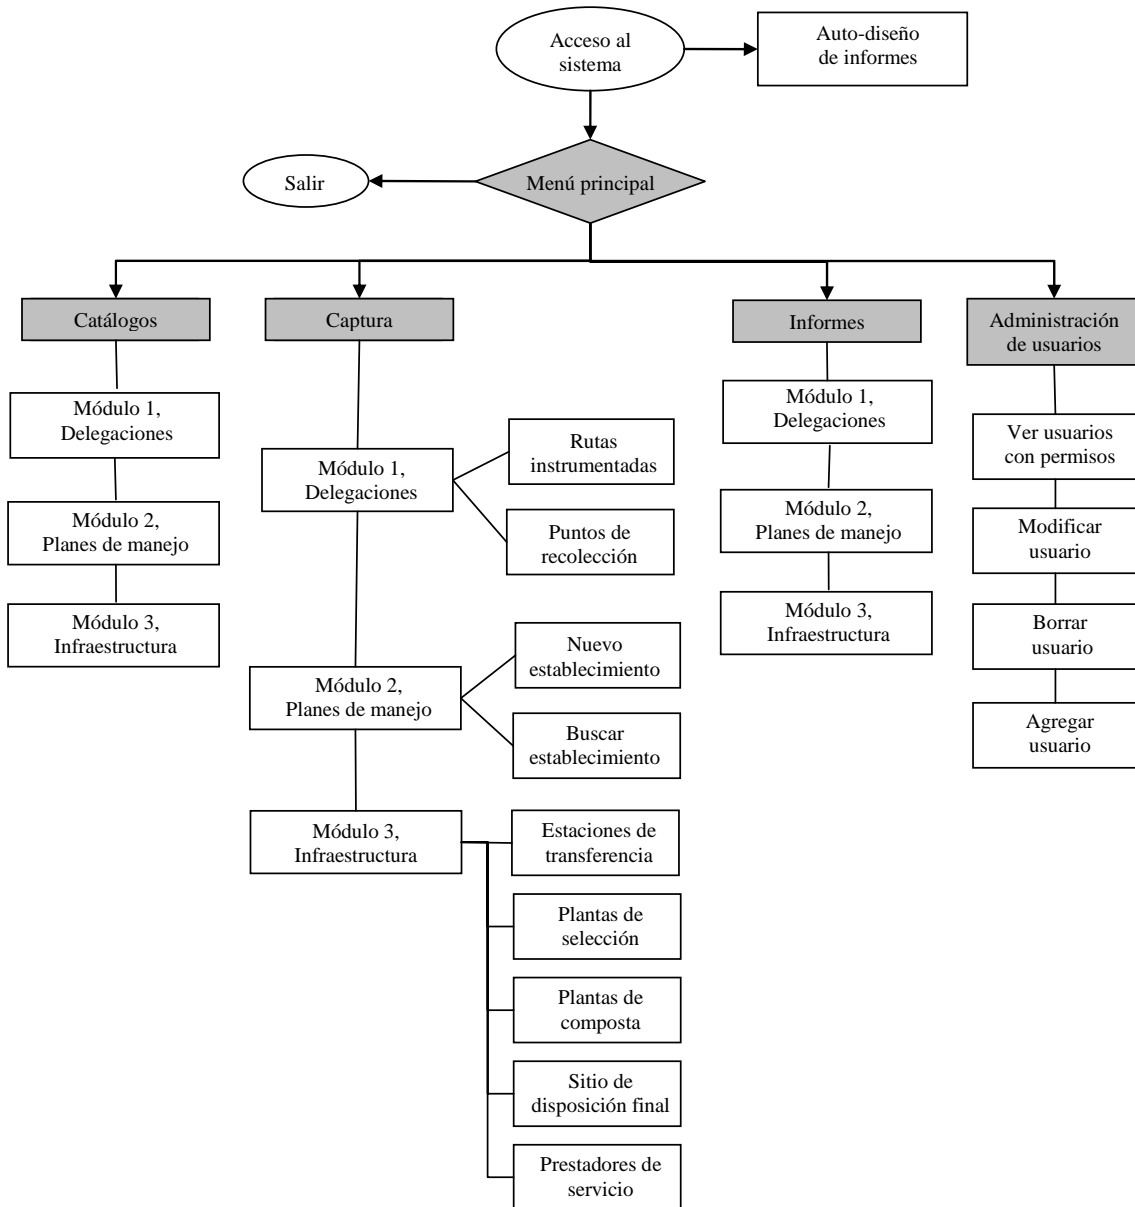 Acceso al
sistema
Auto-diseño
de informes
Salir
Menú principal
Catálogos
Captura
Informes
Administración
de usuarios
Módulo 1,
Delegaciones
Módulo 2,
Planes de manejo
Módulo 3,
Infraestructura
Módulo 1,
Delegaciones
Rutas
instrumentadas
Puntos de
recolección
Módulo 2,
Planes de manejo
Nuevo
establecimiento
Buscar
establecimiento
Módulo 3,
Infraestructura
Estaciones de
transferencia
Plantas de
selección
Plantas de
composta
Sitio de
disposición final
Prestadores de
servicio
Módulo 1,
Delegaciones
Módulo 2,
Planes de manejo
Módulo 3,
Infraestructura
Ver usuarios
con permisos
Modificar
usuario
Borrar
usuario
Agregar
usuario